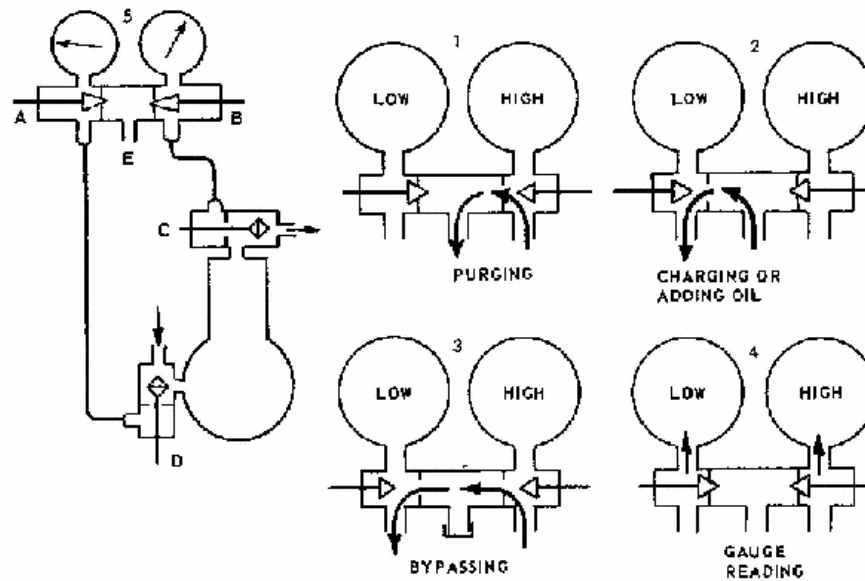 5
A
B
E
C
D
1
LOW
HIGH
PURGING
2
LOW
HIGH
CHARGING OR
ADDING OIL
3
LOW
HIGH
BYPASSING
4
LOW
HIGH
GAUGE
READING